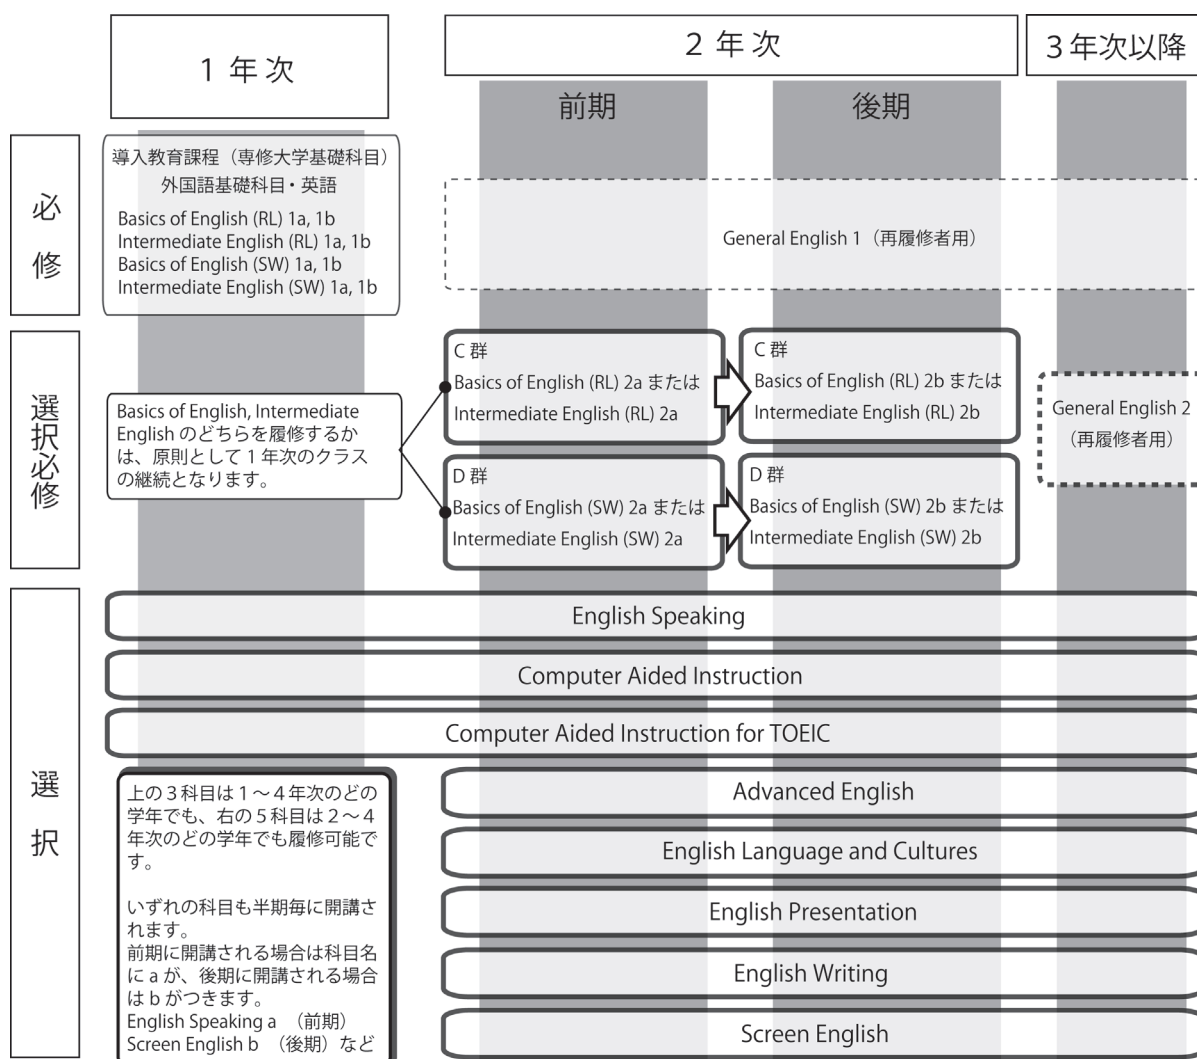 1 年 次
2 年 次
3 年次以降
前期
後期
必修
導入教育課程（専修大学基礎科目）
外国語基礎科目・英語
Basics of English (RL) 1a, 1b
Intermediate English (RL) 1a, 1b
Basics of English (SW) 1a, 1b
Intermediate English (SW) 1a, 1b
General English 1（再履修者用）
選択必修
Basics of English, Intermediate
English のどちらを履修するか
は、原則として 1 年次のクラス
の継続となります。
C 群
Basics of English (RL) 2a または
Intermediate English (RL) 2a
C 群
Basics of English (RL) 2b または
Intermediate English (RL) 2b
D 群
Basics of English (SW) 2a または
Intermediate English (SW) 2a
D 群
Basics of English (SW) 2b または
Intermediate English (SW) 2b
General English 2
（再履修者用）
選択
English Speaking
Computer Aided Instruction
Computer Aided Instruction for TOEIC
上の 3 科目は 1～4 年次のどの
学年でも、右の 5 科目は 2～4
年次のどの学年でも履修可能で
す。
いずれの科目も半期毎に開講さ
れます。
前期に開講される場合は科目名
に a が、後期に開講される場合
は b がつきます。
English Speaking a （前期）
Screen English b （後期）など
Advanced English
English Language and Cultures
English Presentation
English Writing
Screen English